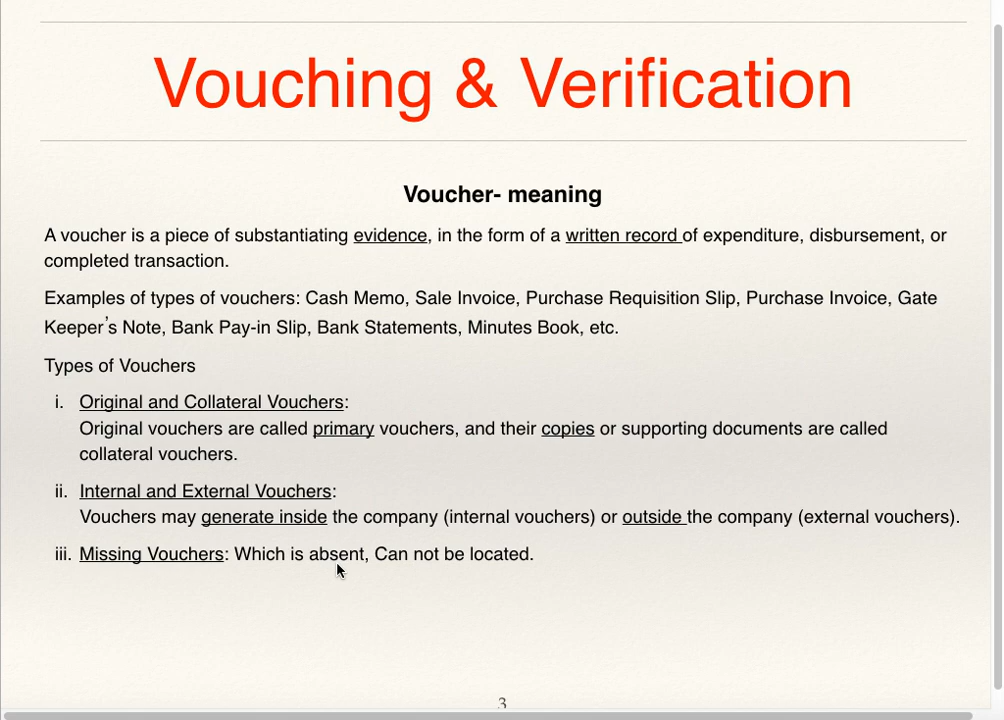 Vouching & Verification
Voucher- meaning
A voucher is a piece of substantiating evidence, in the form of a written record of expenditure, disbursement, or
completed transaction.
Examples of types of vouchers: Cash Memo, Sale Invoice, Purchase Requisition Slip, Purchase Invoice, Gate
Keeper's Note, Bank Pay-in Slip, Bank Statements, Minutes Book, etc.
Types of Vouchers
i. Original and Collateral Vouchers:
Original vouchers are called primary vouchers, and their copies or supporting documents are called
collateral vouchers.
ii. Internal and External Vouchers:
Vouchers may generate inside the company (internal vouchers) or outside the company (external vouchers).
iii. Missing Vouchers: Which is absent, Can not be located.
3